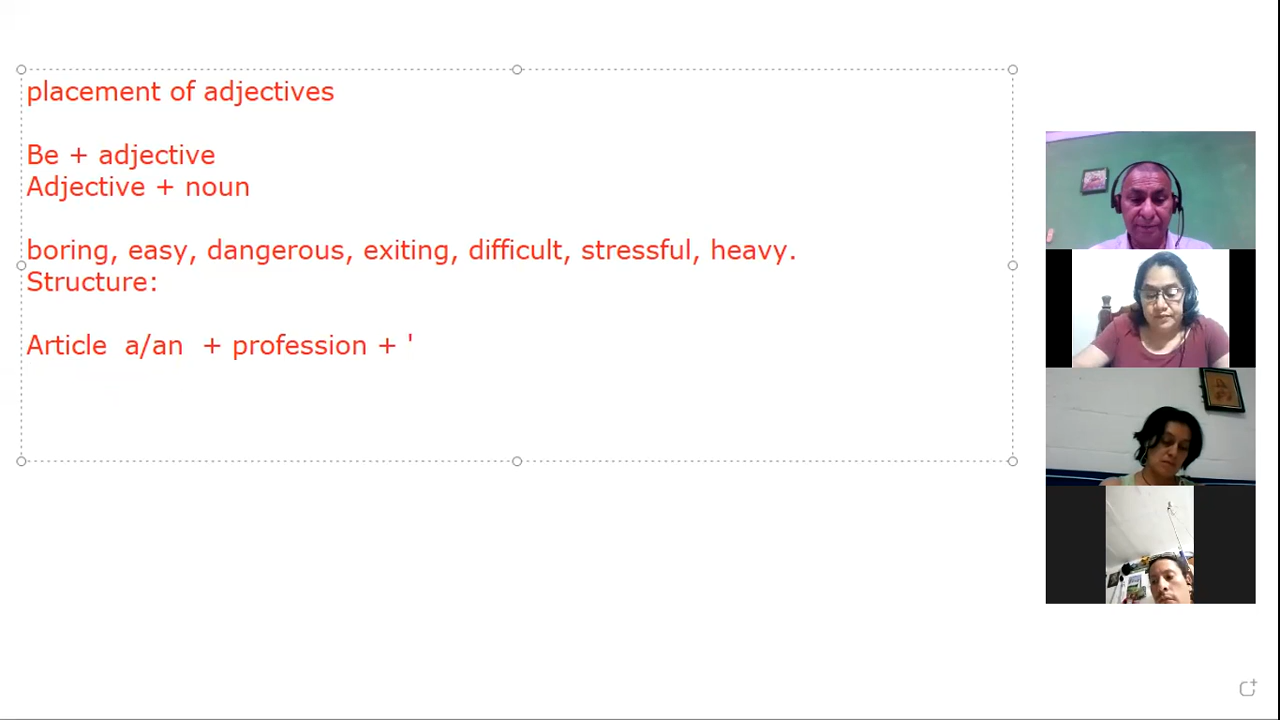 placement of adjectives
Be + adjective
Adjective + noun
boring, easy, dangerous, exiting, difficult, stressful, heavy.
Structure:
Article  a/an  + profession + '